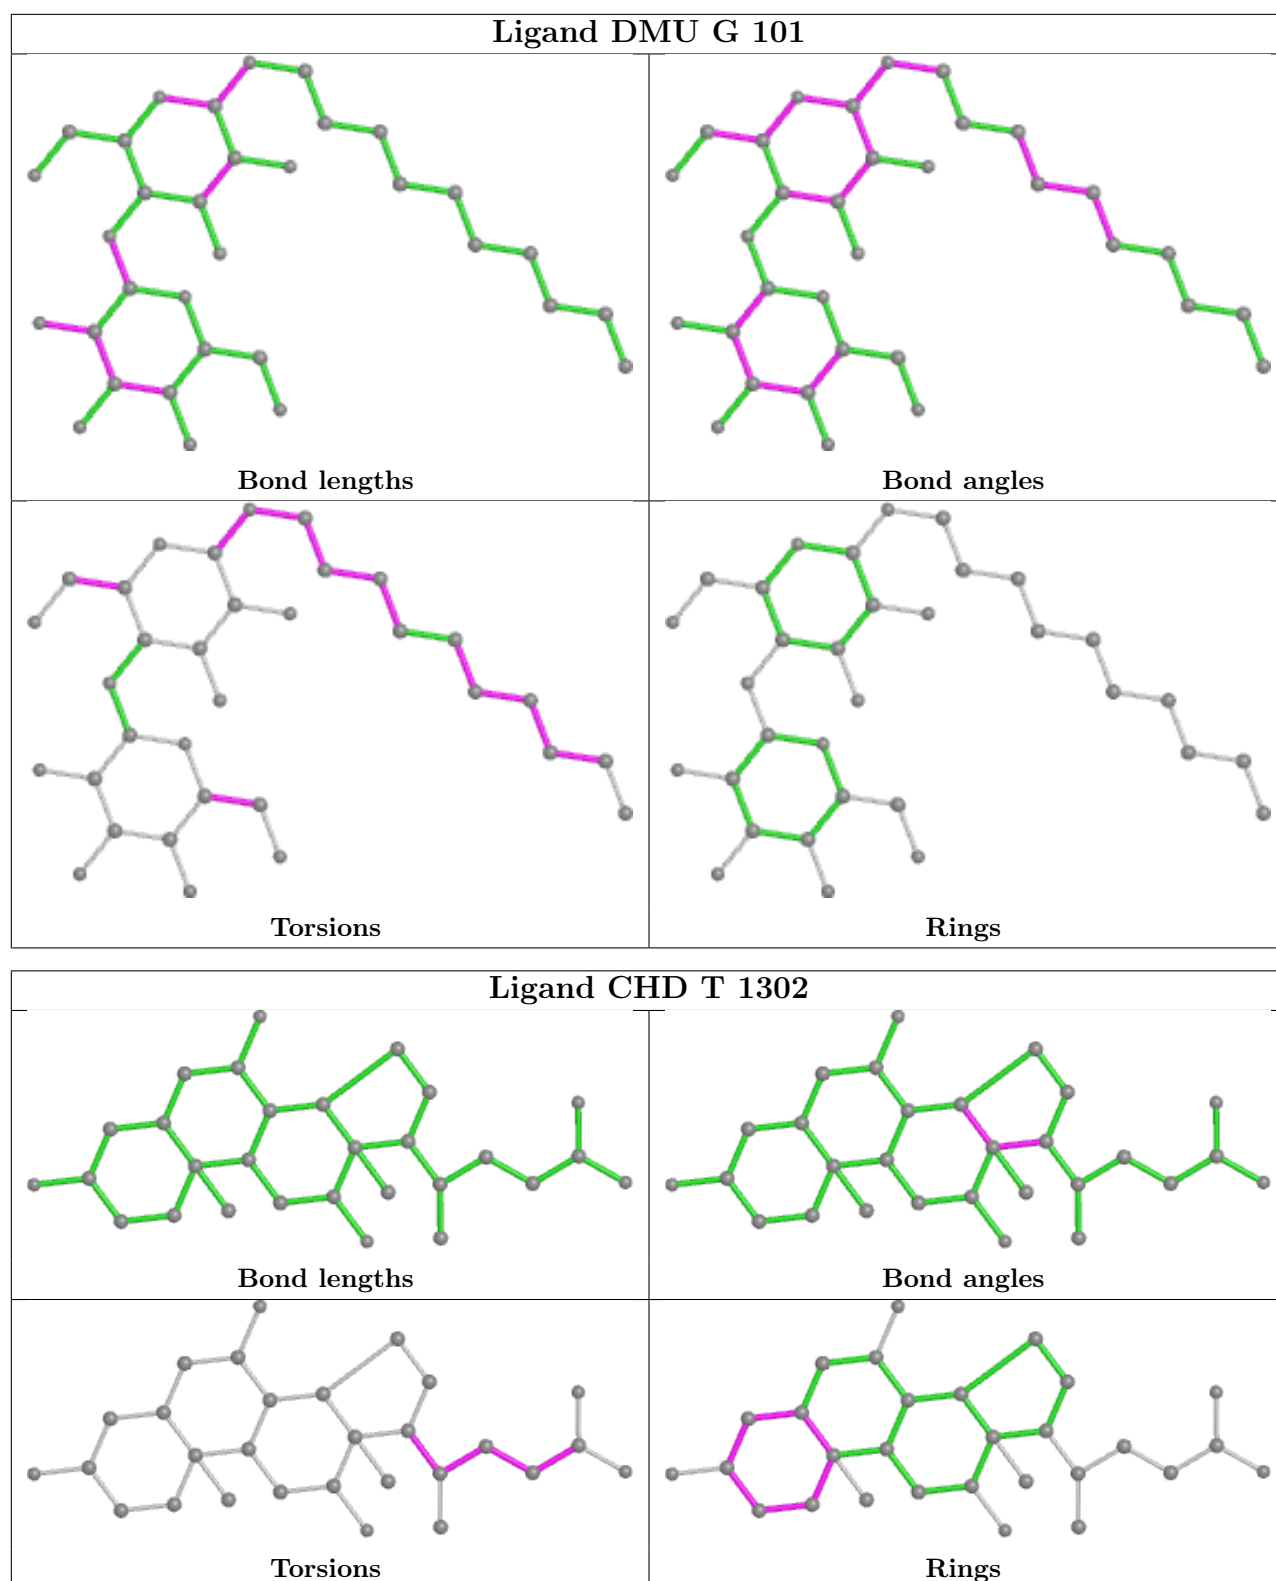 Ligand DMU G 101
Bond lengths
Bond angles
Torsions
Rings
Ligand CHD T 1302
Bond lengths
Bond angles
Torsions
Rings